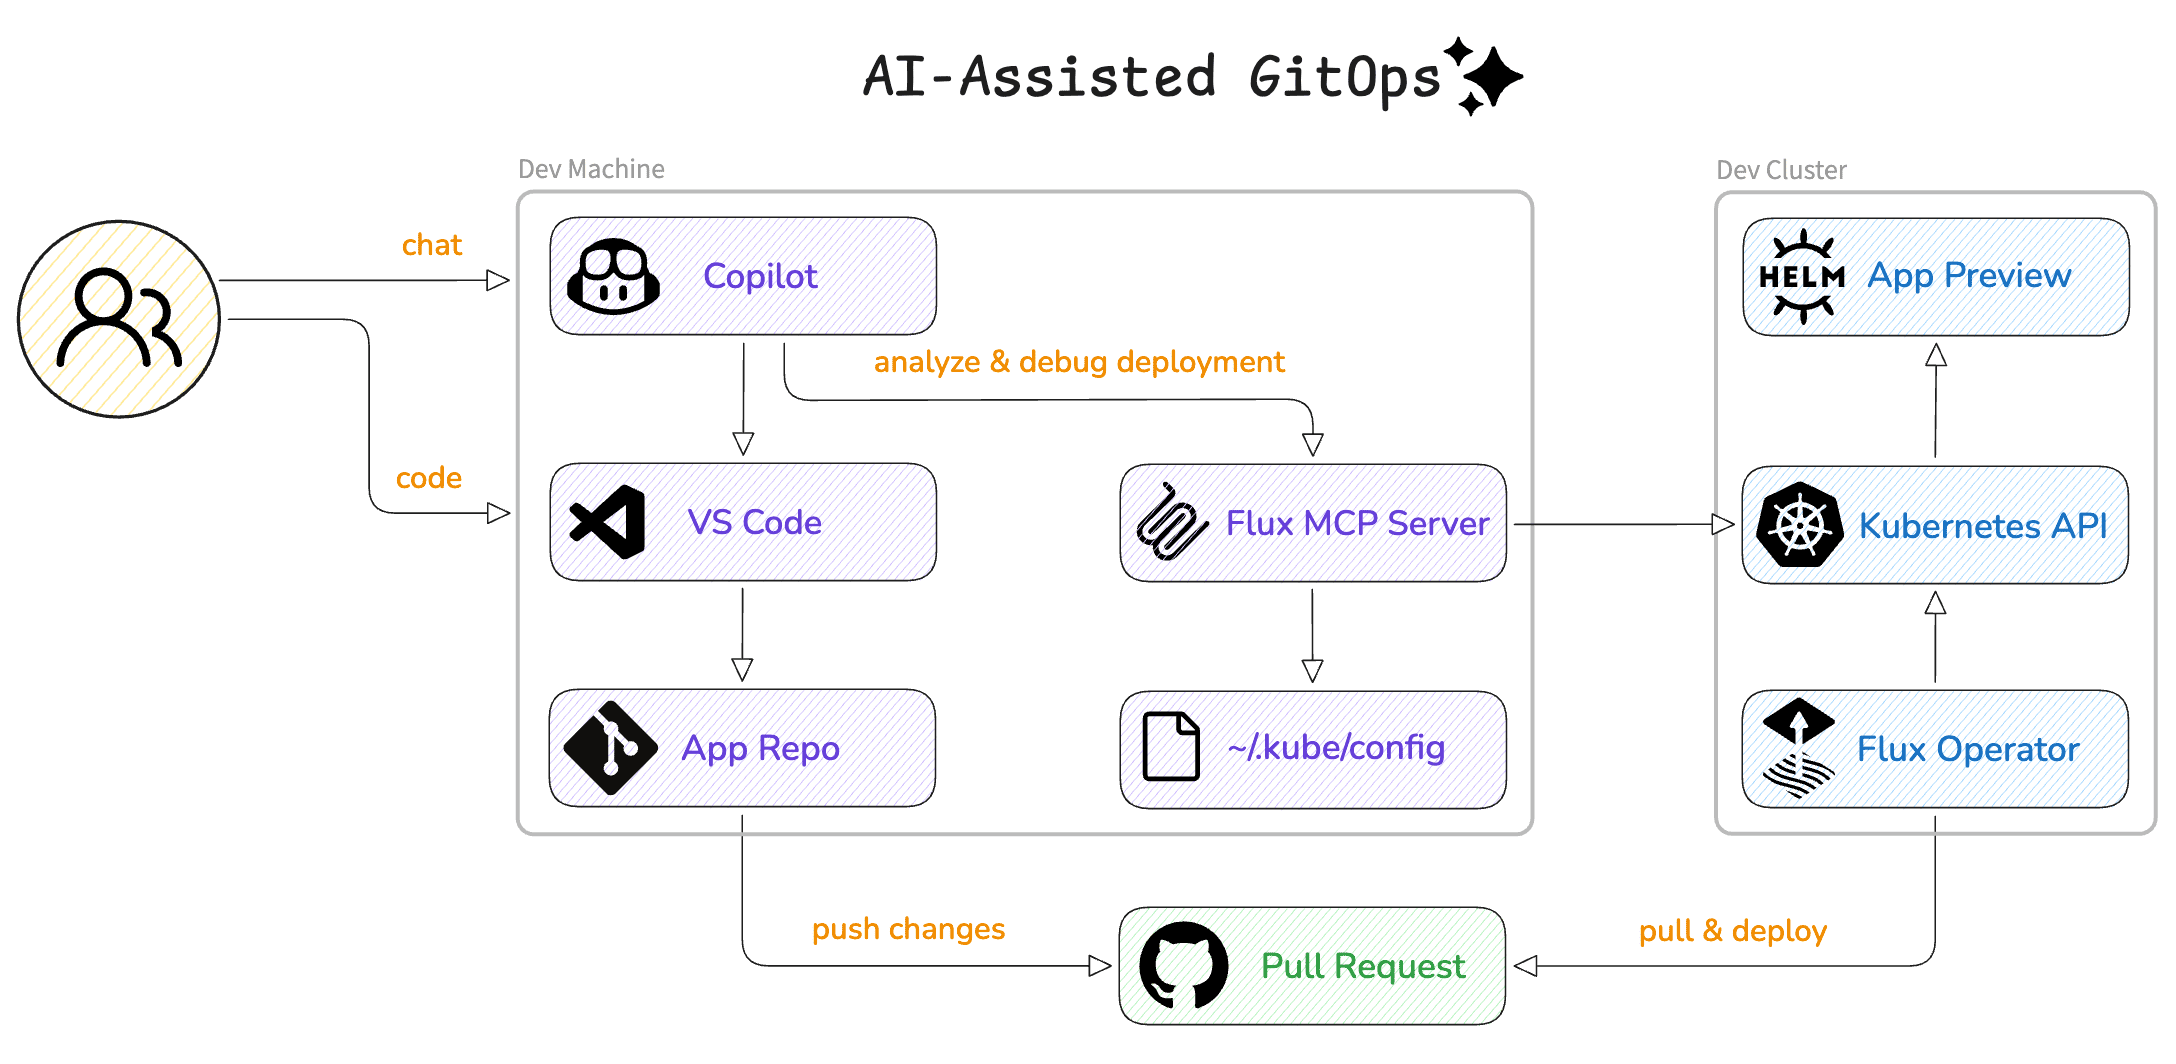 AI-Assisted GitOps
Dev Machine
Dev Cluster
chat
Copilot
HELM
App Preview
analyze & debug deployment
code
VS Code
Flux MCP Server
Kubernetes API
App Repo
~/.kube/config
Flux Operator
push changes
Pull Request
pull & deploy